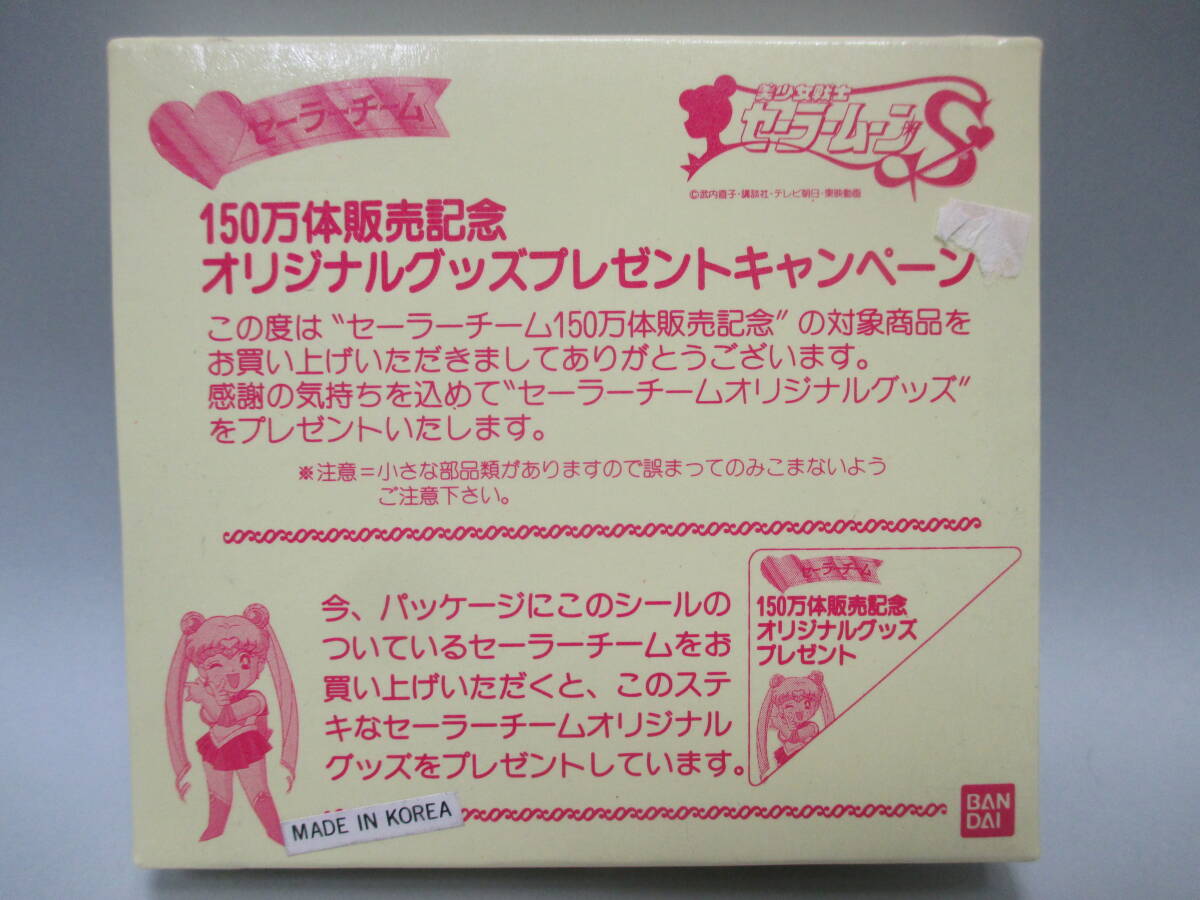 セーラーチーム
美少女戦士
セーラームーンS
©武内直子・講談社・テレビ朝日・東映動画
150万体販売記念
オリジナルグッズプレゼントキャンペーン
この度は“セーラーチーム150万体販売記念”の対象商品を
お買い上げいただきましてありがとうございます。
感謝の気持ちを込めて“セーラーチームオリジナルグッズ”
をプレゼントいたします。
※注意=小さな部品類がありますので誤まってのみこまないよう
ご注意下さい。
今、パッケージにこのシールの
ついているセーラーチームをお
買い上げいただくと、このステ
キなセーラーチームオリジナル
グッズをプレゼントしています。
セーラーチーム
150万体販売記念
オリジナルグッズ
プレゼント
MADE IN KOREA
BAN
DAI